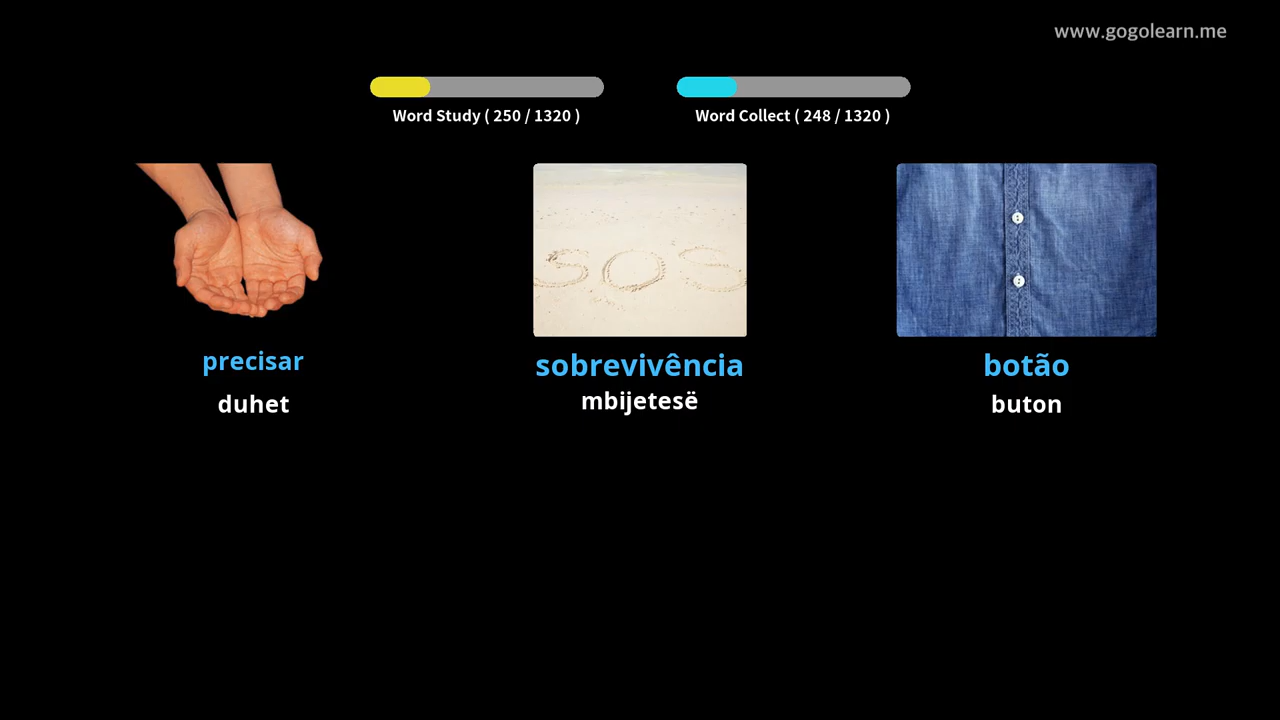 www.gogolearn.me
Word Study ( 250 / 1320 )
Word Collect ( 248 / 1320 )
SOS
precisar
sobrevivência
botão
duhet
mbijetesë
buton